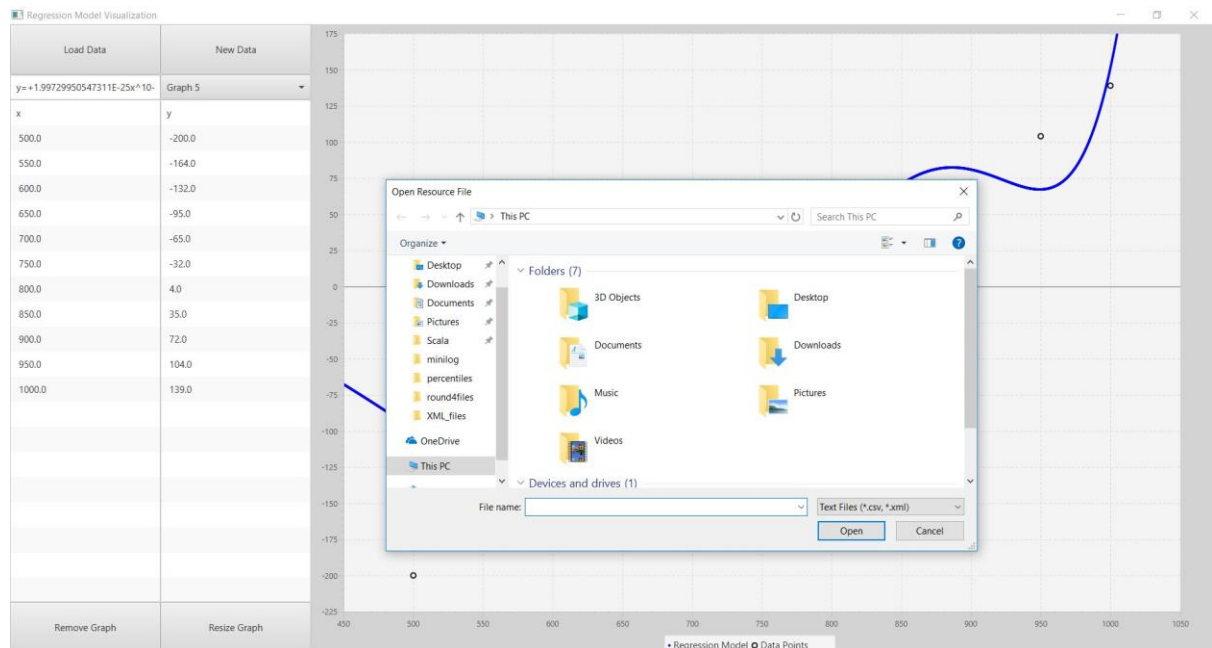 Regression Model Visualization
Load Data New Data
y=+1.99729950547311E-25x^10- Graph 5
x y
500.0 -200.0
550.0 -164.0
600.0 -132.0
650.0 -95.0
700.0 -65.0
750.0 -32.0
800.0 4.0
850.0 35.0
900.0 72.0
950.0 104.0
1000.0 139.0
Remove Graph Resize Graph
175
150
125
100
75
50
25
0
-25
-50
-75
-100
-125
-150
-175
-200
-225
450 500 550 600 650 700 750 800 850 900 950 1000 1050
Regression Model Data Points
Open Resource File
This PC
Search This PC
Organize
Desktop
Downloads
Documents
Pictures
Scala
minilog
percentiles
round4files
XML_files
OneDrive
This PC
Folders (7)
3D Objects Desktop
Documents Downloads
Music Pictures
Videos
Devices and drives (1)
File name: Text Files (*.csv, *.xml)
Open Cancel